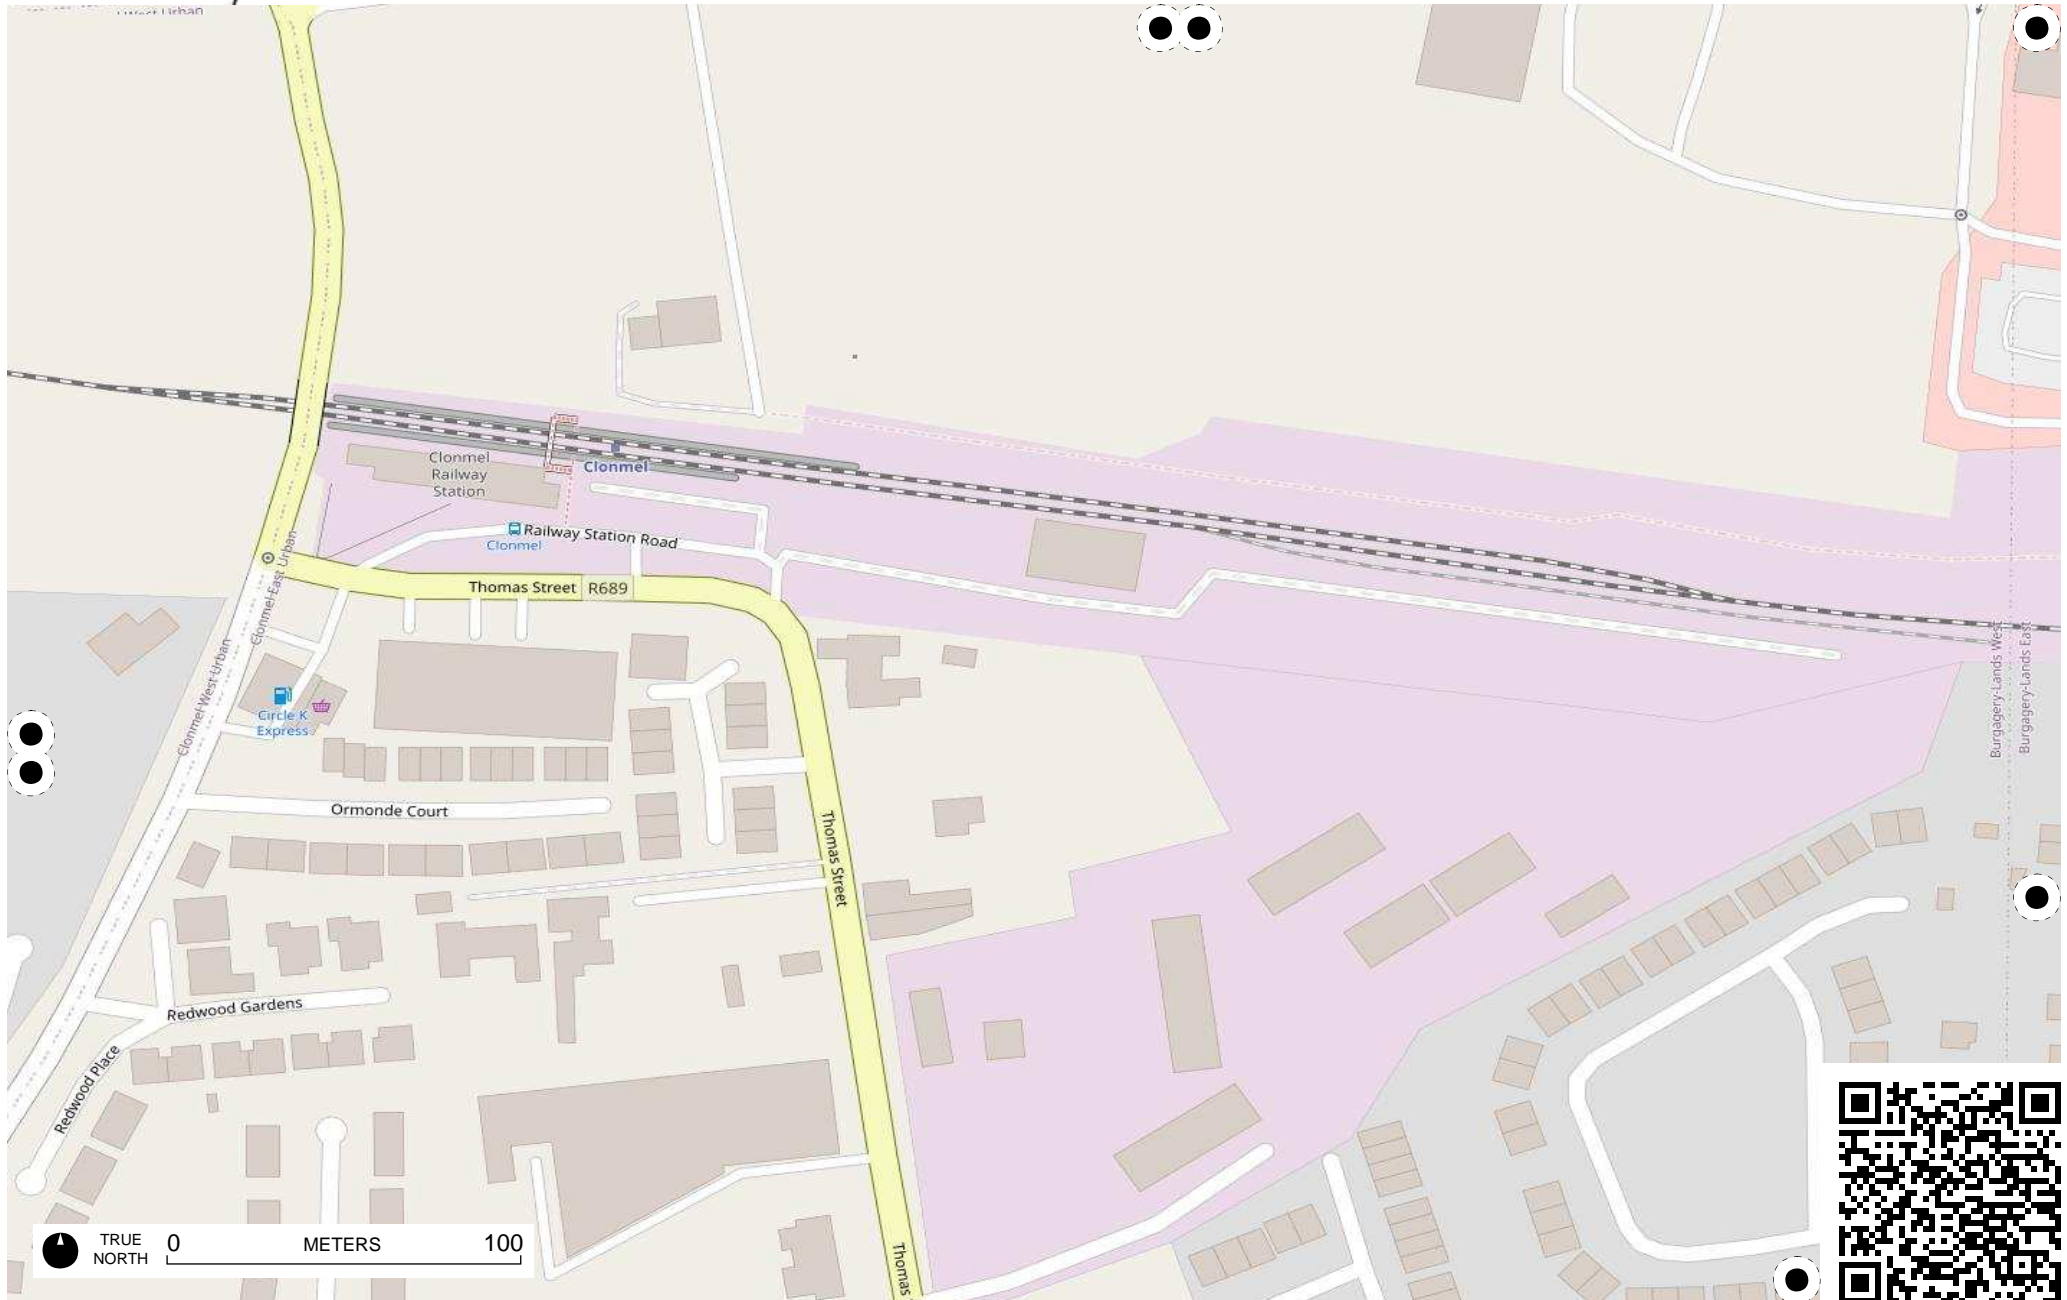 Clonmel
Railway
Station
Clonmel
Clonmel
Railway Station Road
Thomas Street R689
Clonmel East Urban
Clonmel West Urban
Burgagery-Lands West
Burgagery-Lands East
Circle K
Express
Ormonde Court
Thomas Street
Redwood Gardens
Redwood Place
Thomas
TRUE
NORTH
0 METERS 100